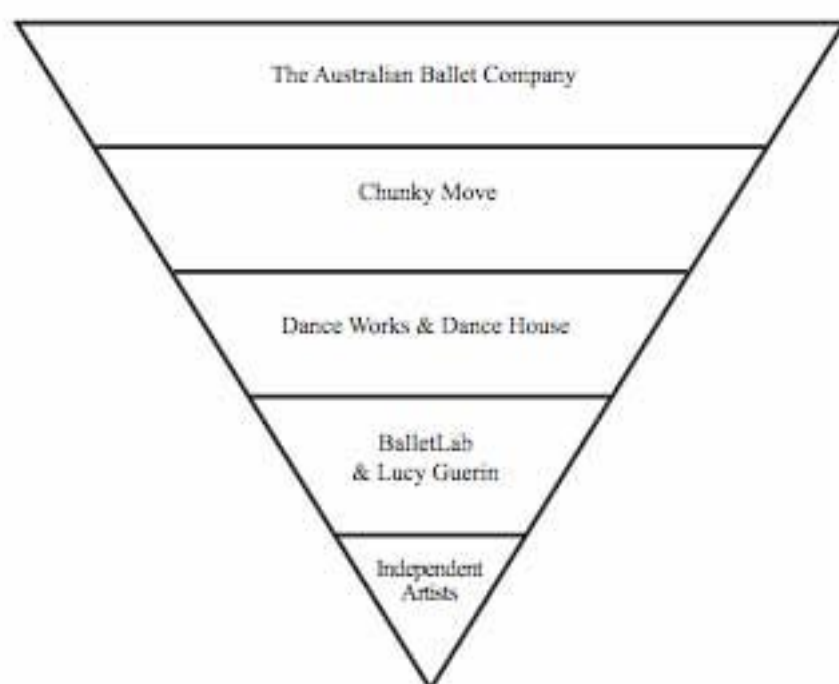 The Australian Ballet Company
Chunky Move
Dance Works & Dance House
BalletLab
& Lucy Guerin
Independent
Artists